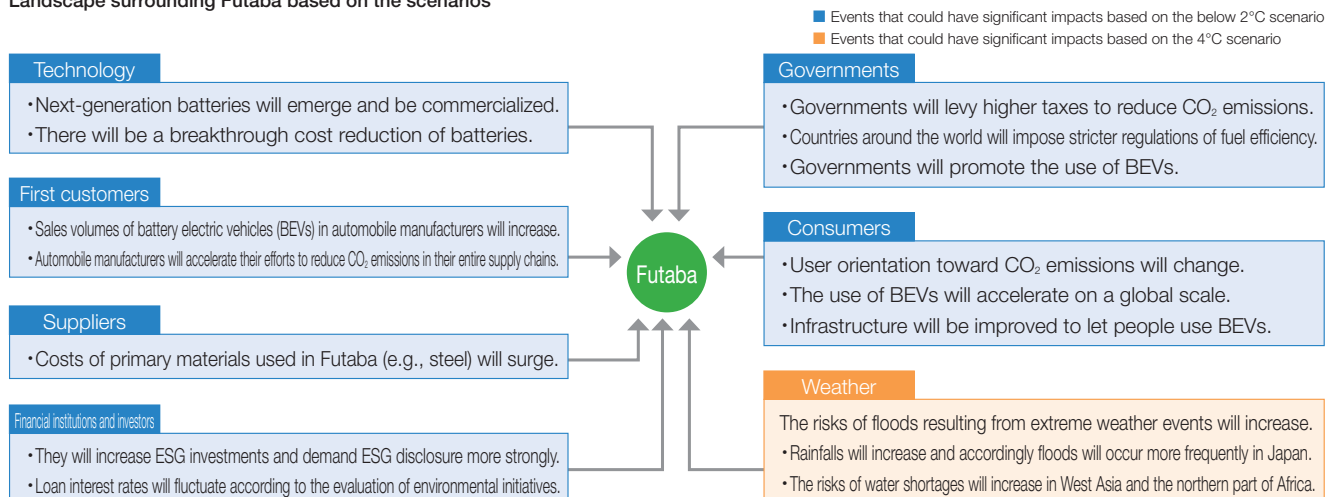 Landscape surrounding Futaba based on the scenarios
Events that could have significant impacts based on the below 2°C scenario
Events that could have significant impacts based on the 4°C scenario
Technology
・Next-generation batteries will emerge and be commercialized.
・There will be a breakthrough cost reduction of batteries.
First customers
・Sales volumes of battery electric vehicles (BEVs) in automobile manufacturers will increase.
・Automobile manufacturers will accelerate their efforts to reduce CO₂ emissions in their entire supply chains.
Suppliers
・Costs of primary materials used in Futaba (e.g., steel) will surge.
Financial institutions and investors
・They will increase ESG investments and demand ESG disclosure more strongly.
・Loan interest rates will fluctuate according to the evaluation of environmental initiatives.
Futaba
Governments
・Governments will levy higher taxes to reduce CO₂ emissions.
・Countries around the world will impose stricter regulations of fuel efficiency.
・Governments will promote the use of BEVs.
Consumers
・User orientation toward CO₂ emissions will change.
・The use of BEVs will accelerate on a global scale.
・Infrastructure will be improved to let people use BEVs.
Weather
The risks of floods resulting from extreme weather events will increase.
・Rainfalls will increase and accordingly floods will occur more frequently in Japan.
・The risks of water shortages will increase in West Asia and the northern part of Africa.